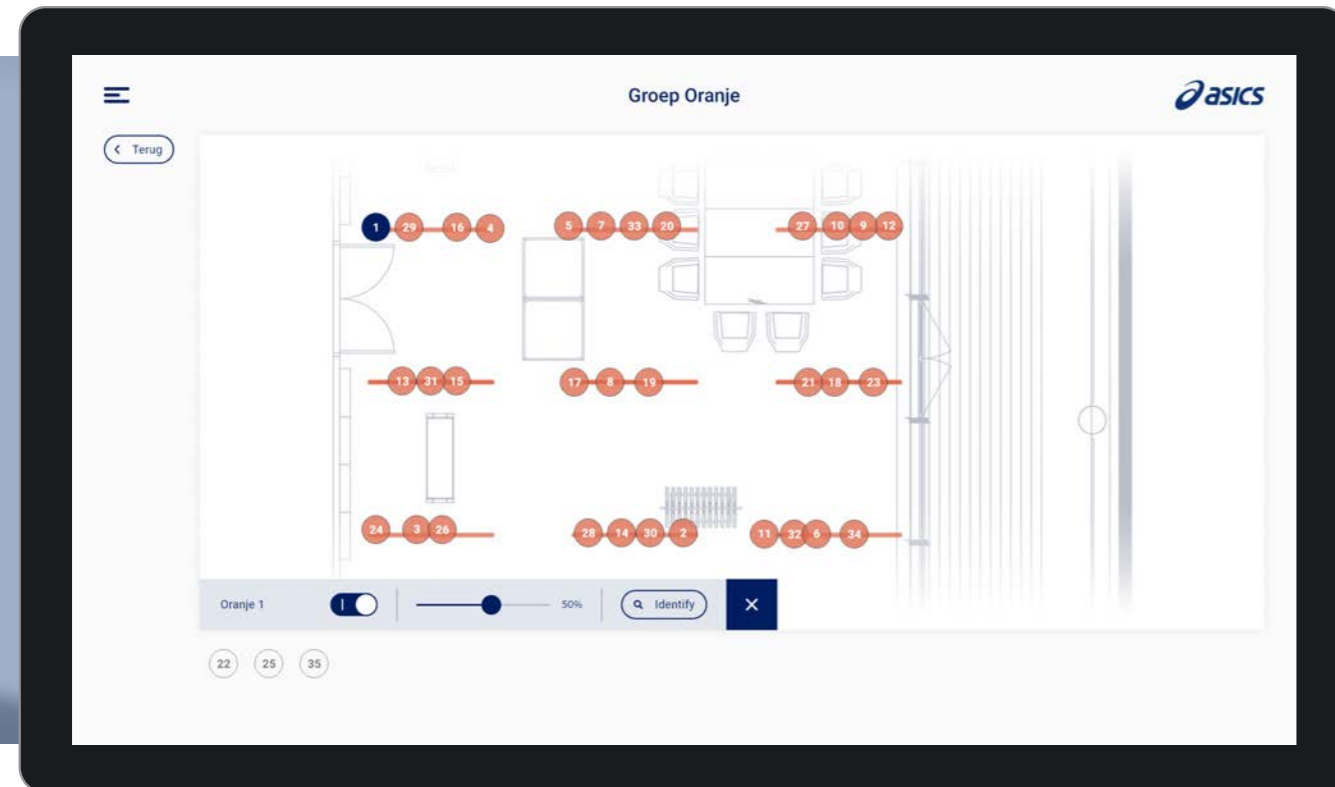 Groep Oranje
asics
Terug
1 29 16 4 5 7 33 20 27 10 9 12
13 31 15 17 8 19 21 18 23
24 3 26 28 14 30 2 11 32 6 34
Oranje 1 50% Identify
22 25 35